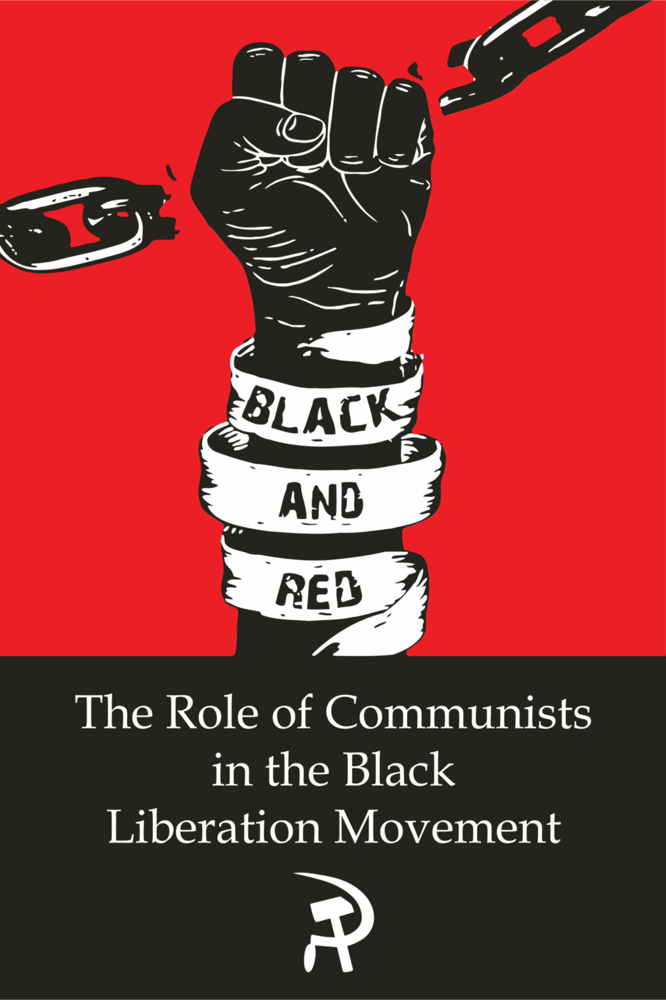 BLACK
AND
RED
The Role of Communists
in the Black
Liberation Movement